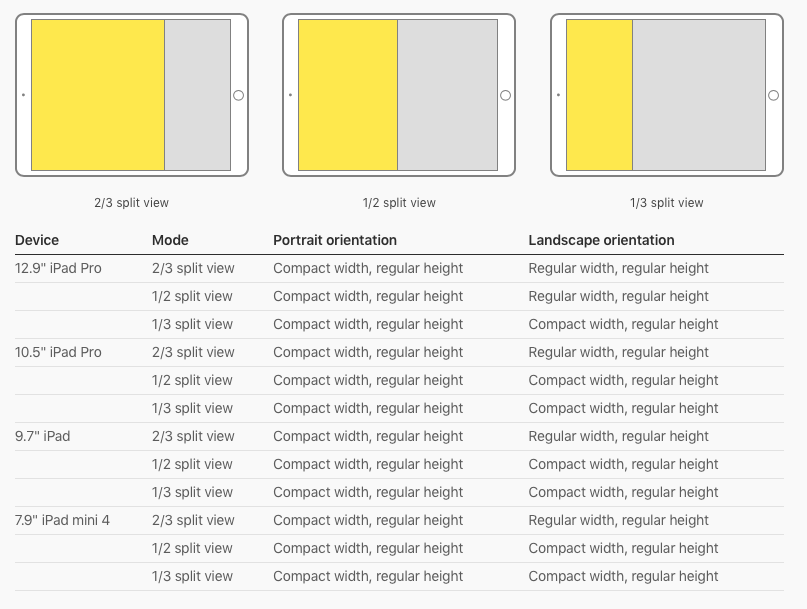 2/3 split view 1/2 split view 1/3 split view
Device Mode Portrait orientation Landscape orientation
12.9" iPad Pro 2/3 split view Compact width, regular height Regular width, regular height
1/2 split view Compact width, regular height Regular width, regular height
1/3 split view Compact width, regular height Compact width, regular height
10.5" iPad Pro 2/3 split view Compact width, regular height Regular width, regular height
1/2 split view Compact width, regular height Compact width, regular height
1/3 split view Compact width, regular height Compact width, regular height
9.7" iPad 2/3 split view Compact width, regular height Regular width, regular height
1/2 split view Compact width, regular height Compact width, regular height
1/3 split view Compact width, regular height Compact width, regular height
7.9" iPad mini 4 2/3 split view Compact width, regular height Regular width, regular height
1/2 split view Compact width, regular height Compact width, regular height
1/3 split view Compact width, regular height Compact width, regular height